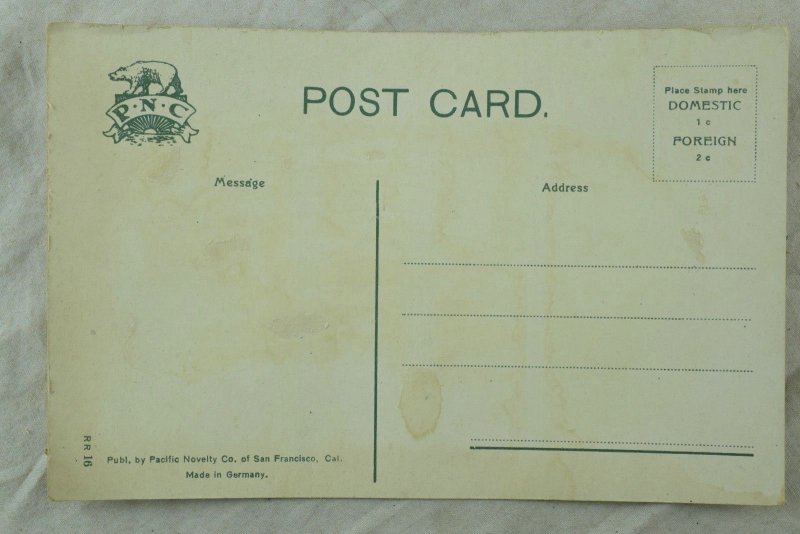 P·N·C
POST CARD.
Place Stamp here
DOMESTIC
1 c
FOREIGN
2 c
Message
Address
RR 16
Publ. by Pacific Novelty Co. of San Francisco, Cal.
Made in Germany.